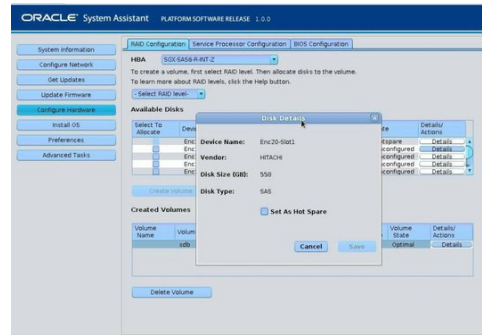 ORACLE® System Assistant PLATFORM SOFTWARE RELEASE 1.0.0
System Information
Configure Network
Get Updates
Update Firmware
Configure Hardware
Install OS
Preferences
Advanced Tasks
RAID Configuration Service Processor Configuration BIOS Configuration
HBA SGX-SAS6-R-INT-Z
To create a volume, first select RAID level. Then allocate disks to the volume.
To learn more about RAID levels, click the Help button.
- Select RAID level-
Available Disks
Select To Allocate
Details/ Actions
Details
Details
Details
Details
Disk Details
Device Name: Enc20-Slot1
Vendor: HITACHI
Disk Size (GB): 550
Disk Type: SAS
Set As Hot Spare
Cancel Save
Create Volume
Created Volumes
Volume Name
Volume State
Details/ Actions
sdb Optimal Details
Delete Volume